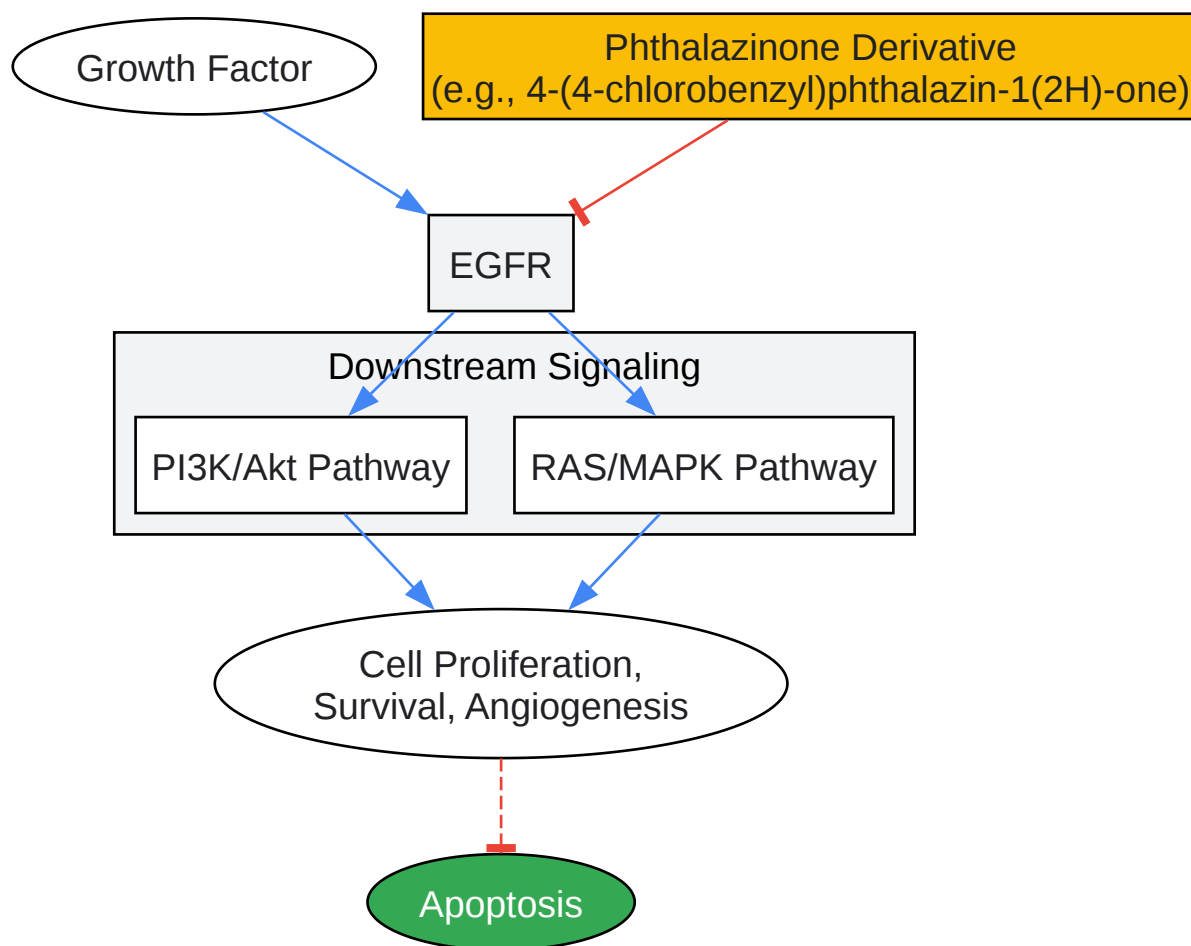 Growth Factor
Phthalazinone Derivative
(e.g., 4-(4-chlorobenzyl)phthalazin-1(2H)-one)
EGFR
Downstream Signaling
PI3K/Akt Pathway
RAS/MAPK Pathway
Cell Proliferation,
Survival, Angiogenesis
Apoptosis